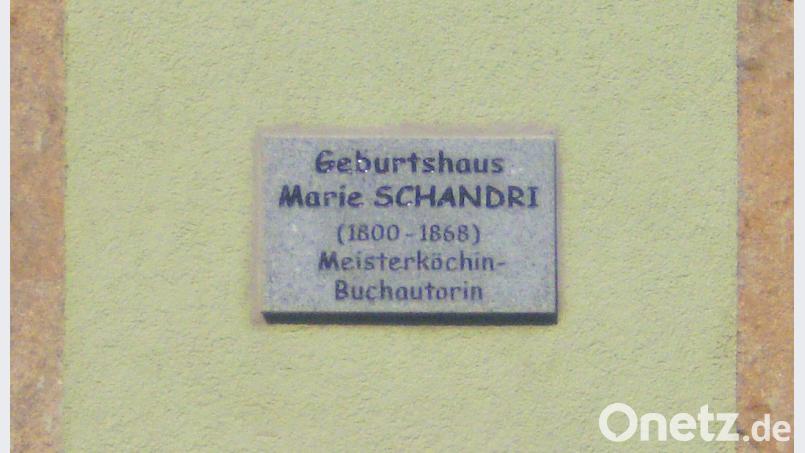 Geburtshaus
Marie SCHANDRI
(1800-1868)
Meisterköchin-
Buchautorin
Onetz.de